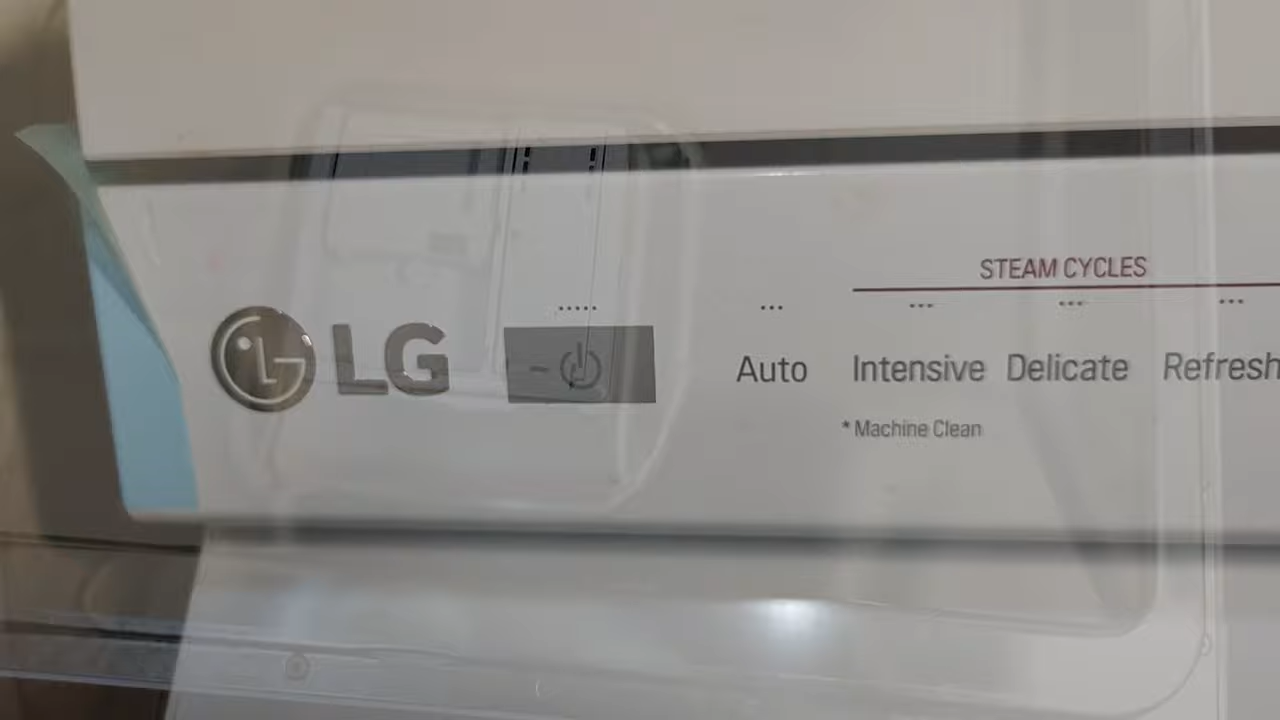 STEAM CYCLES
LG Auto Intensive Delicate Refresh
* Machine Clean